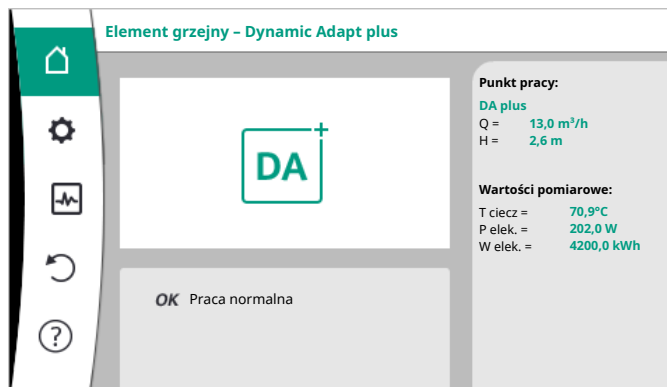 Element grzejny – Dynamic Adapt plus
DA+
OK Praca normalna
Punkt pracy:
DA plus
Q = 13,0 m³/h
H = 2,6 m
Wartości pomiarowe:
T ciecz = 70,9°C
P elek. = 202,0 W
W elek. = 4200,0 kWh
?